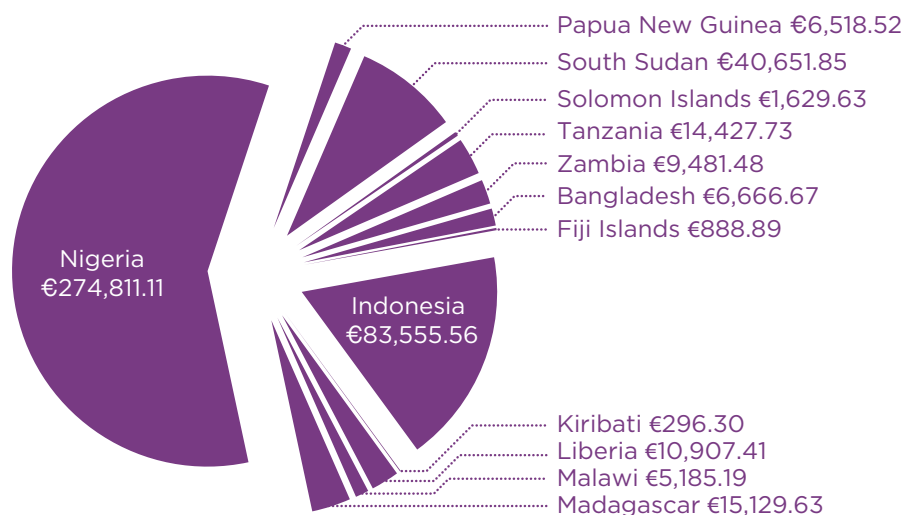 Papua New Guinea €6,518.52
South Sudan €40,651.85
Solomon Islands €1,629.63
Tanzania €14,427.73
Zambia €9,481.48
Bangladesh €6,666.67
Fiji Islands €888.89
Nigeria
€274,811.11
Indonesia
€83,555.56
Kiribati €296.30
Liberia €10,907.41
Malawi €5,185.19
Madagascar €15,129.63